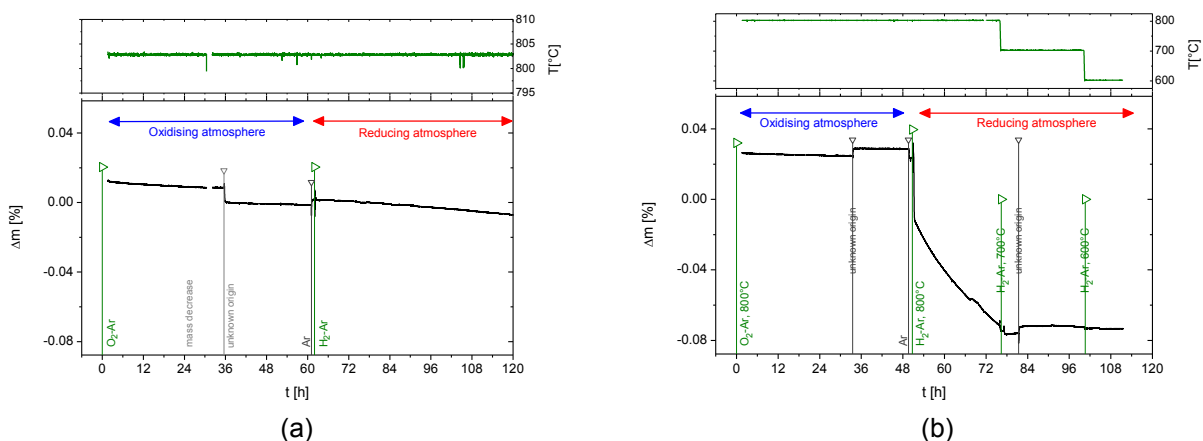 810
805
800
795
T[°C]
Oxidising atmosphere
Reducing atmosphere
0.04
0.00
-0.04
-0.08
Δm [%]
O2-Ar
mass decrease
unknown origin
Ar
H2-Ar
0 12 24 36 48 60 72 84 96 108 120
t [h]
(a)
800
700
600
T[°C]
Oxidising atmosphere
Reducing atmosphere
0.04
0.00
-0.04
-0.08
Δm [%]
O2-Ar, 800°C
unknown origin
Ar
H2-Ar, 800°C
H2 Ar, 700°C
unknown origin
H2 Ar, 600°C
0 12 24 36 48 60 72 84 96 108 120
t [h]
(b)